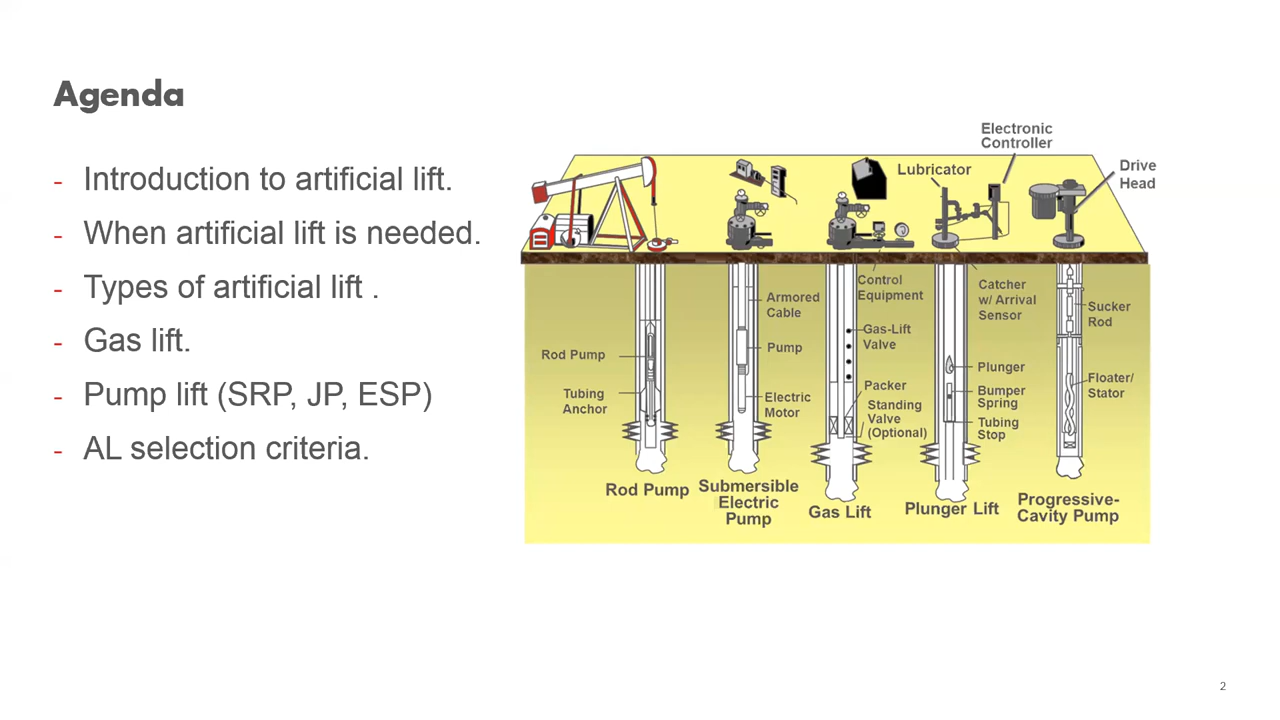 Agenda
- Introduction to artificial lift.
- When artificial lift is needed.
- Types of artificial lift .
- Gas lift.
- Pump lift (SRP, JP, ESP)
- AL selection criteria.
Electronic
Controller
Lubricator
Drive
Head
Control
Equipment
Catcher
w/ Arrival
Sensor
Armored
Cable
Sucker
Rod
Gas-Lift
Valve
Rod Pump
Pump
Plunger
Tubing
Anchor
Electric
Motor
Packer
Standing
Valve
(Optional)
Bumper
Spring
Tubing
Stop
Floater/
Stator
Rod Pump
Submersible
Electric
Pump
Gas Lift
Plunger Lift
Progressive-
Cavity Pump
2